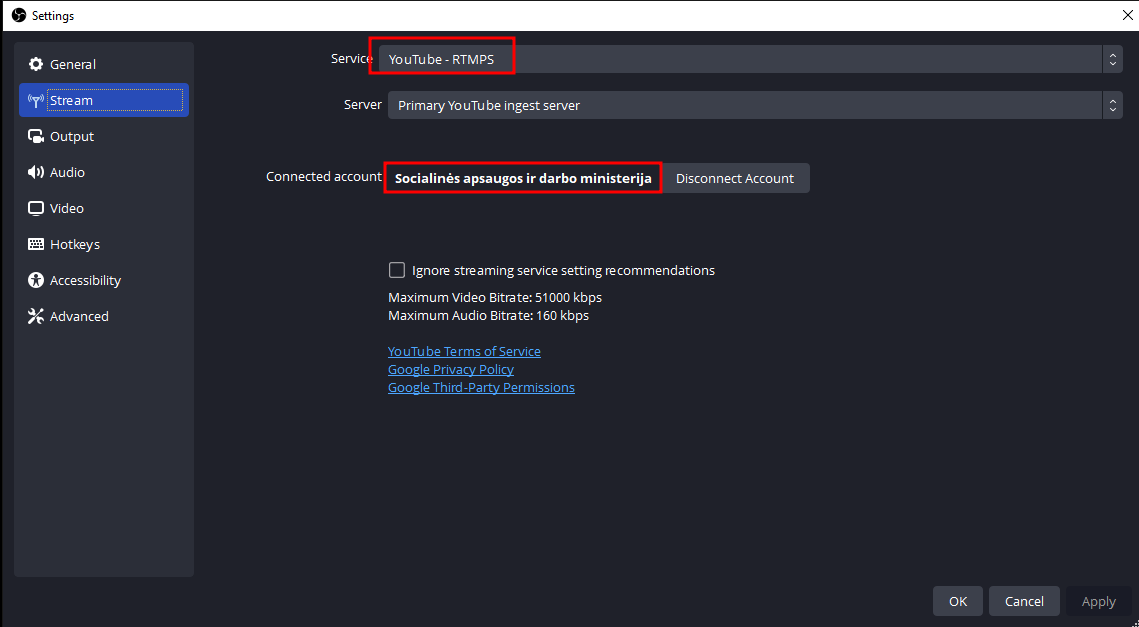 Settings
General
Stream
Output
Audio
Video
Hotkeys
Accessibility
Advanced
Service YouTube - RTMPS
Server Primary YouTube ingest server
Connected account Socialinės apsaugos ir darbo ministerija Disconnect Account
Ignore streaming service setting recommendations
Maximum Video Bitrate: 51000 kbps
Maximum Audio Bitrate: 160 kbps
YouTube Terms of Service
Google Privacy Policy
Google Third-Party Permissions
OK Cancel Apply